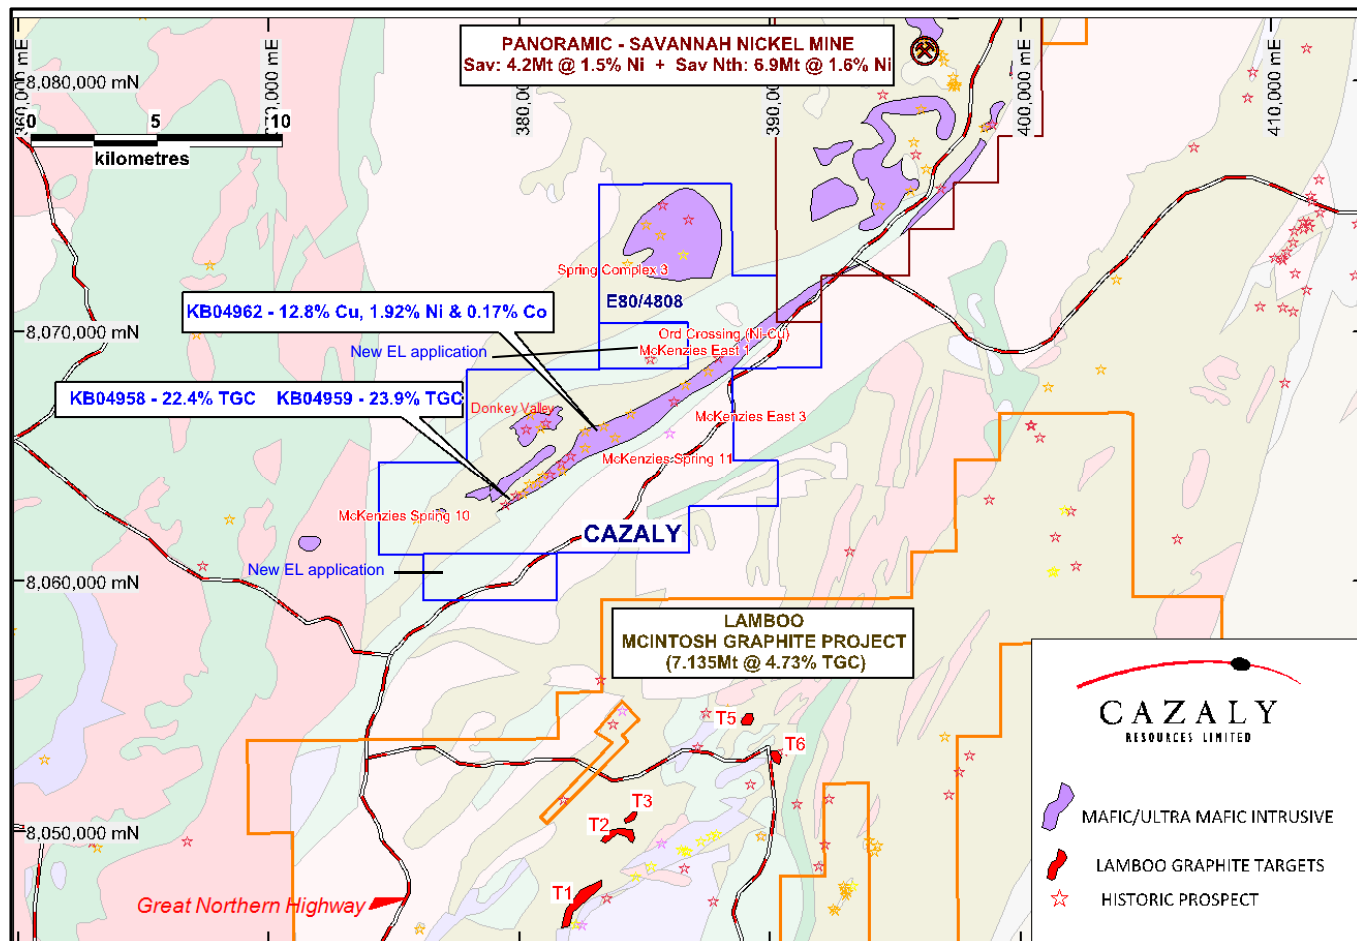 PANORAMIC - SAVANNAH NICKEL MINE
Sav: 4.2Mt @ 1.5% Ni + Sav Nth: 6.9Mt @ 1.6% Ni
360,000 mE
mE
380,000 mE
390,000 mE
400,000 mE
410,000 mE
8,080,000 mN
0 5 10
kilometres
Spring Complex 3
E80/4808
KB04962 - 12.8% Cu, 1.92% Ni & 0.17% Co
8,070,000 mN
Ord Crossing (Ni-Cu)
New EL application
McKenzies East 1
KB04958 - 22.4% TGC KB04959 - 23.9% TGC
Donkey Valley
McKenzies East 3
McKenzies Spring 11
McKenzies Spring 10
CAZALY
New EL application
8,060,000 mN
LAMBOO
MCINTOSH GRAPHITE PROJECT
(7.135Mt @ 4.73% TGC)
T5
T6
T3
T2
8,050,000 mN
T1
Great Northern Highway
CAZALY
RESOURCES LIMITED
MAFIC/ULTRA MAFIC INTRUSIVE
LAMBOO GRAPHITE TARGETS
HISTORIC PROSPECT